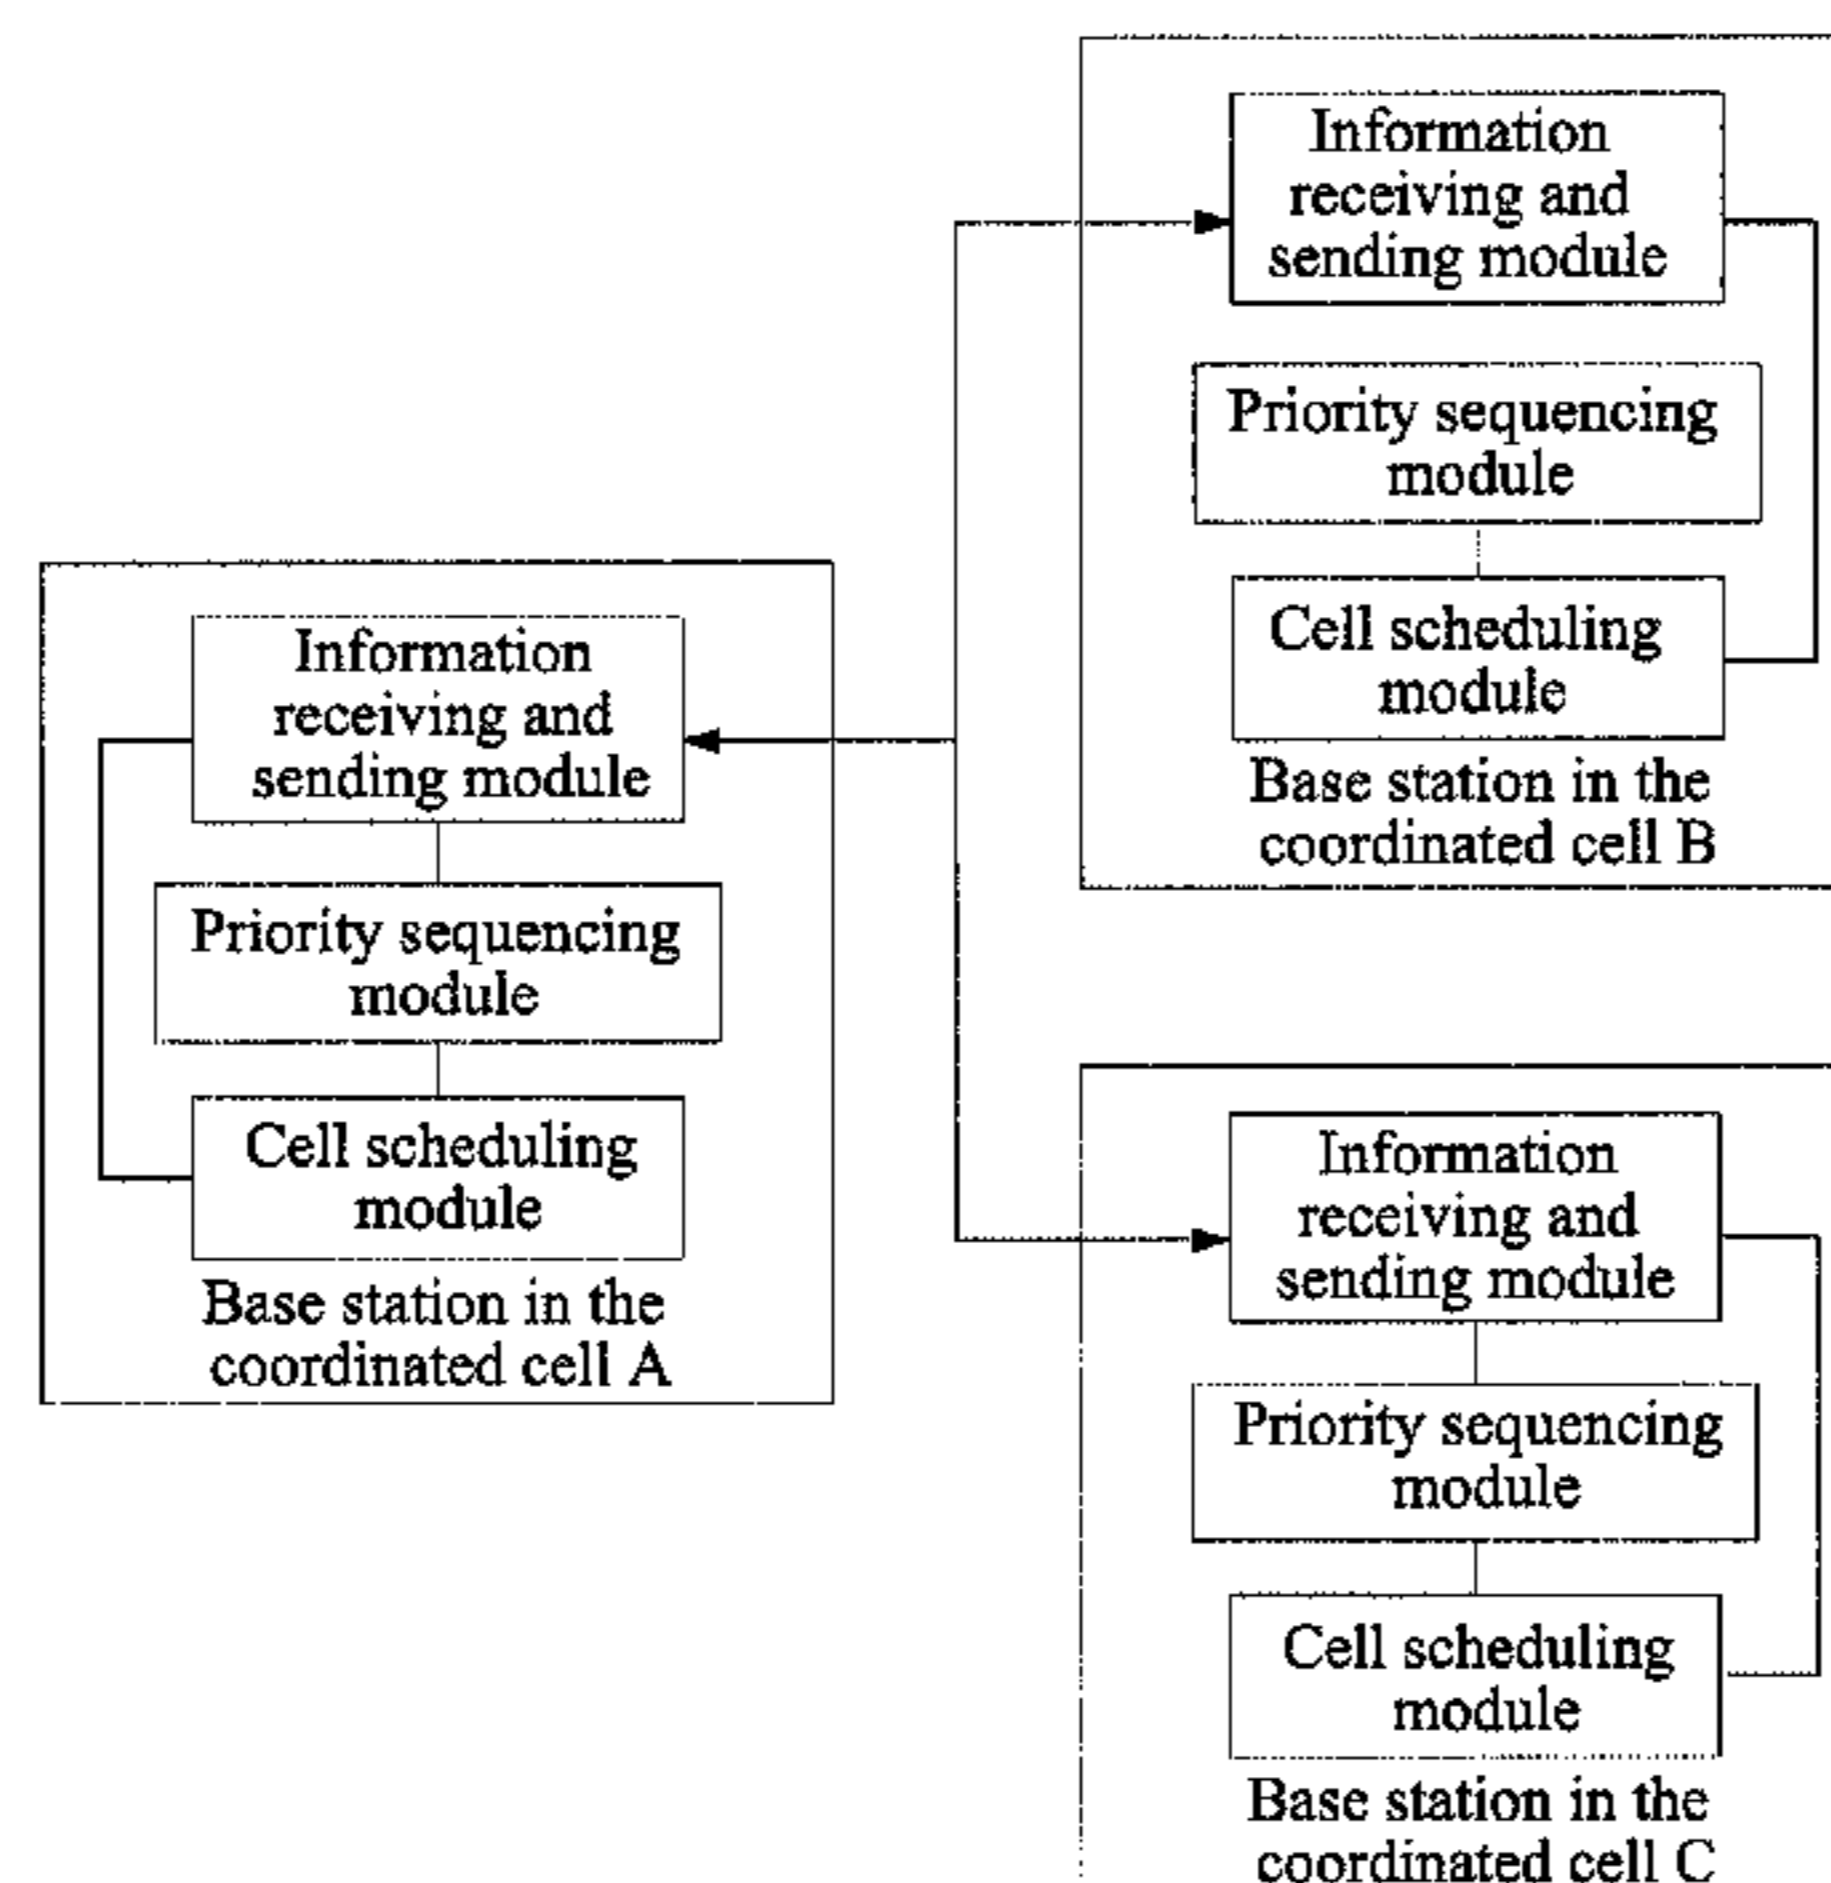 Information
receiving and
sending module
Priority sequencing
module
Cell scheduling
module
Base station in the
coordinated cell B
Information
receiving and
sending module
Priority sequencing
module
Cell scheduling
module
Base station in the
coordinated cell A
Information
receiving and
sending module
Priority sequencing
module
Cell scheduling
module
Base station in the
coordinated cell C